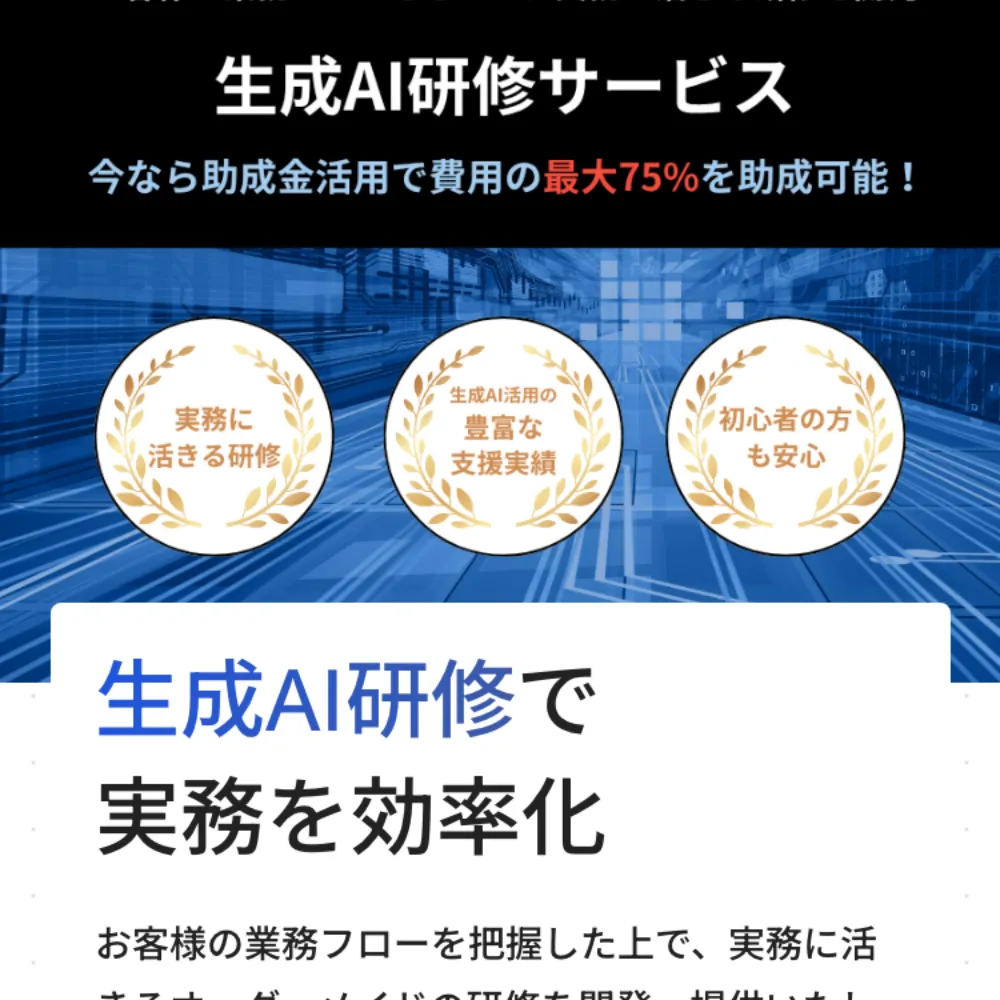 生成AI研修サービス
今なら助成金活用で費用の最大75%を助成可能！
実務に
活きる研修
生成AI活用の
豊富な
支援実績
初心者の方
も安心
生成AI研修で
実務を効率化
お客様の業務フローを把握した上で、実務に活